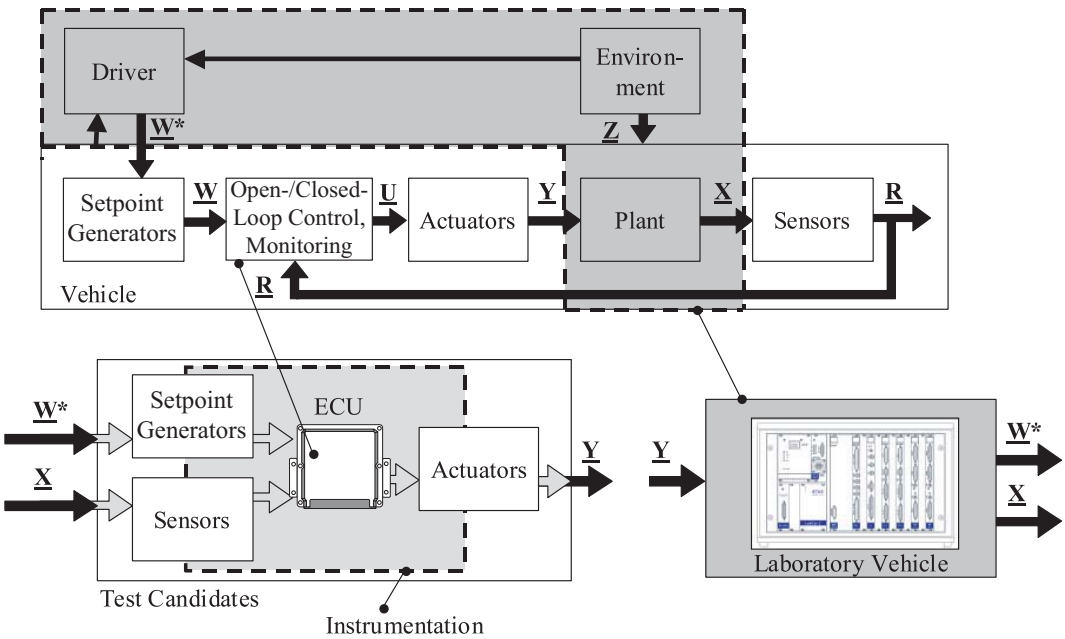 Driver
Environ-
ment
W*
Z
Setpoint
Generators
W
Open-/Closed-
Loop Control,
Monitoring
U
Actuators
Y
Plant
X
Sensors
R
R
Vehicle
W*
X
Setpoint
Generators
Sensors
ECU
Actuators
Y
Test Candidates
Instrumentation
Y
W*
X
Laboratory Vehicle